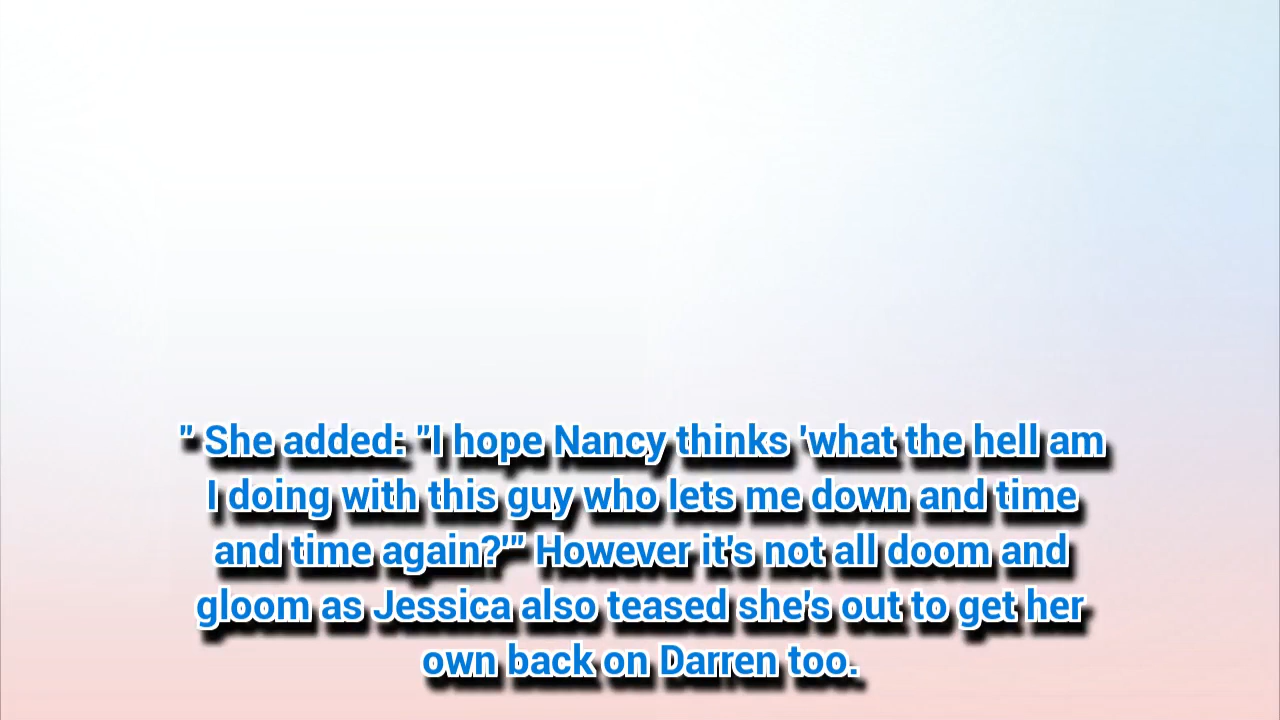 " She added: "I hope Nancy thinks 'what the hell am
I doing with this guy who lets me down and time
and time again?'" However it's not all doom and
gloom as Jessica also teased she's out to get her
own back on Darren too.